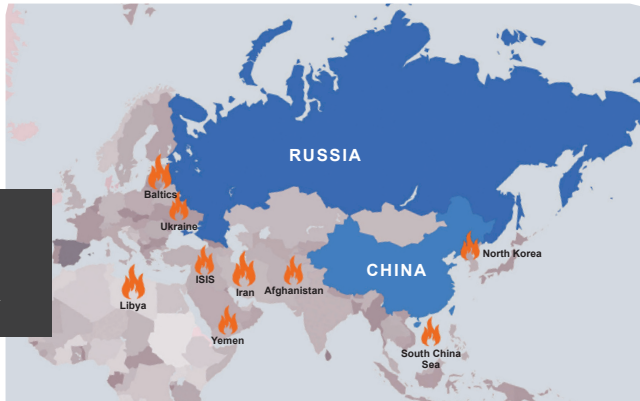 RUSSIA
Baltics
Ukraine
CHINA
North Korea
ISIS
Iran
Afghanistan
Libya
Yemen
South China
Sea